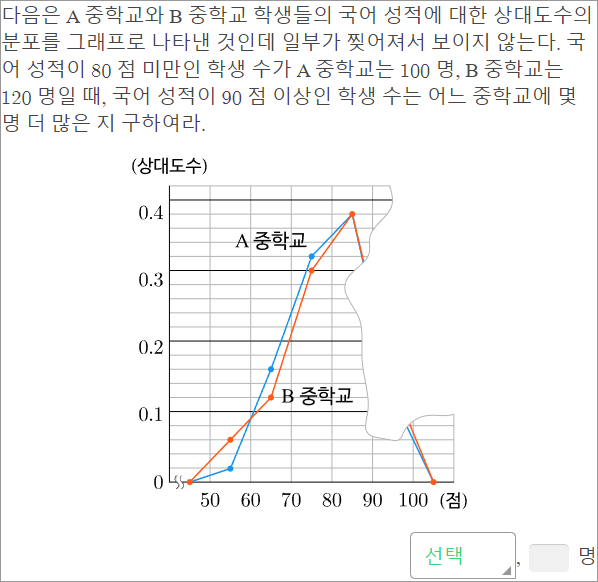 다음은 A 중학교와 B 중학교 학생들의 국어 성적에 대한 상대도수의
분포를 그래프로 나타낸 것인데 일부가 찢어져서 보이지 않는다. 국
어 성적이 80 점 미만인 학생 수가 A 중학교는 100 명, B 중학교는
120 명일 때, 국어 성적이 90 점 이상인 학생 수는 어느 중학교에 몇
명 더 많은 지 구하여라.
(상대도수)
0.4
A 중학교
0.3
0.2
B 중학교
0.1
0
50 60 70 80 90 100 (점)
선택 , 명